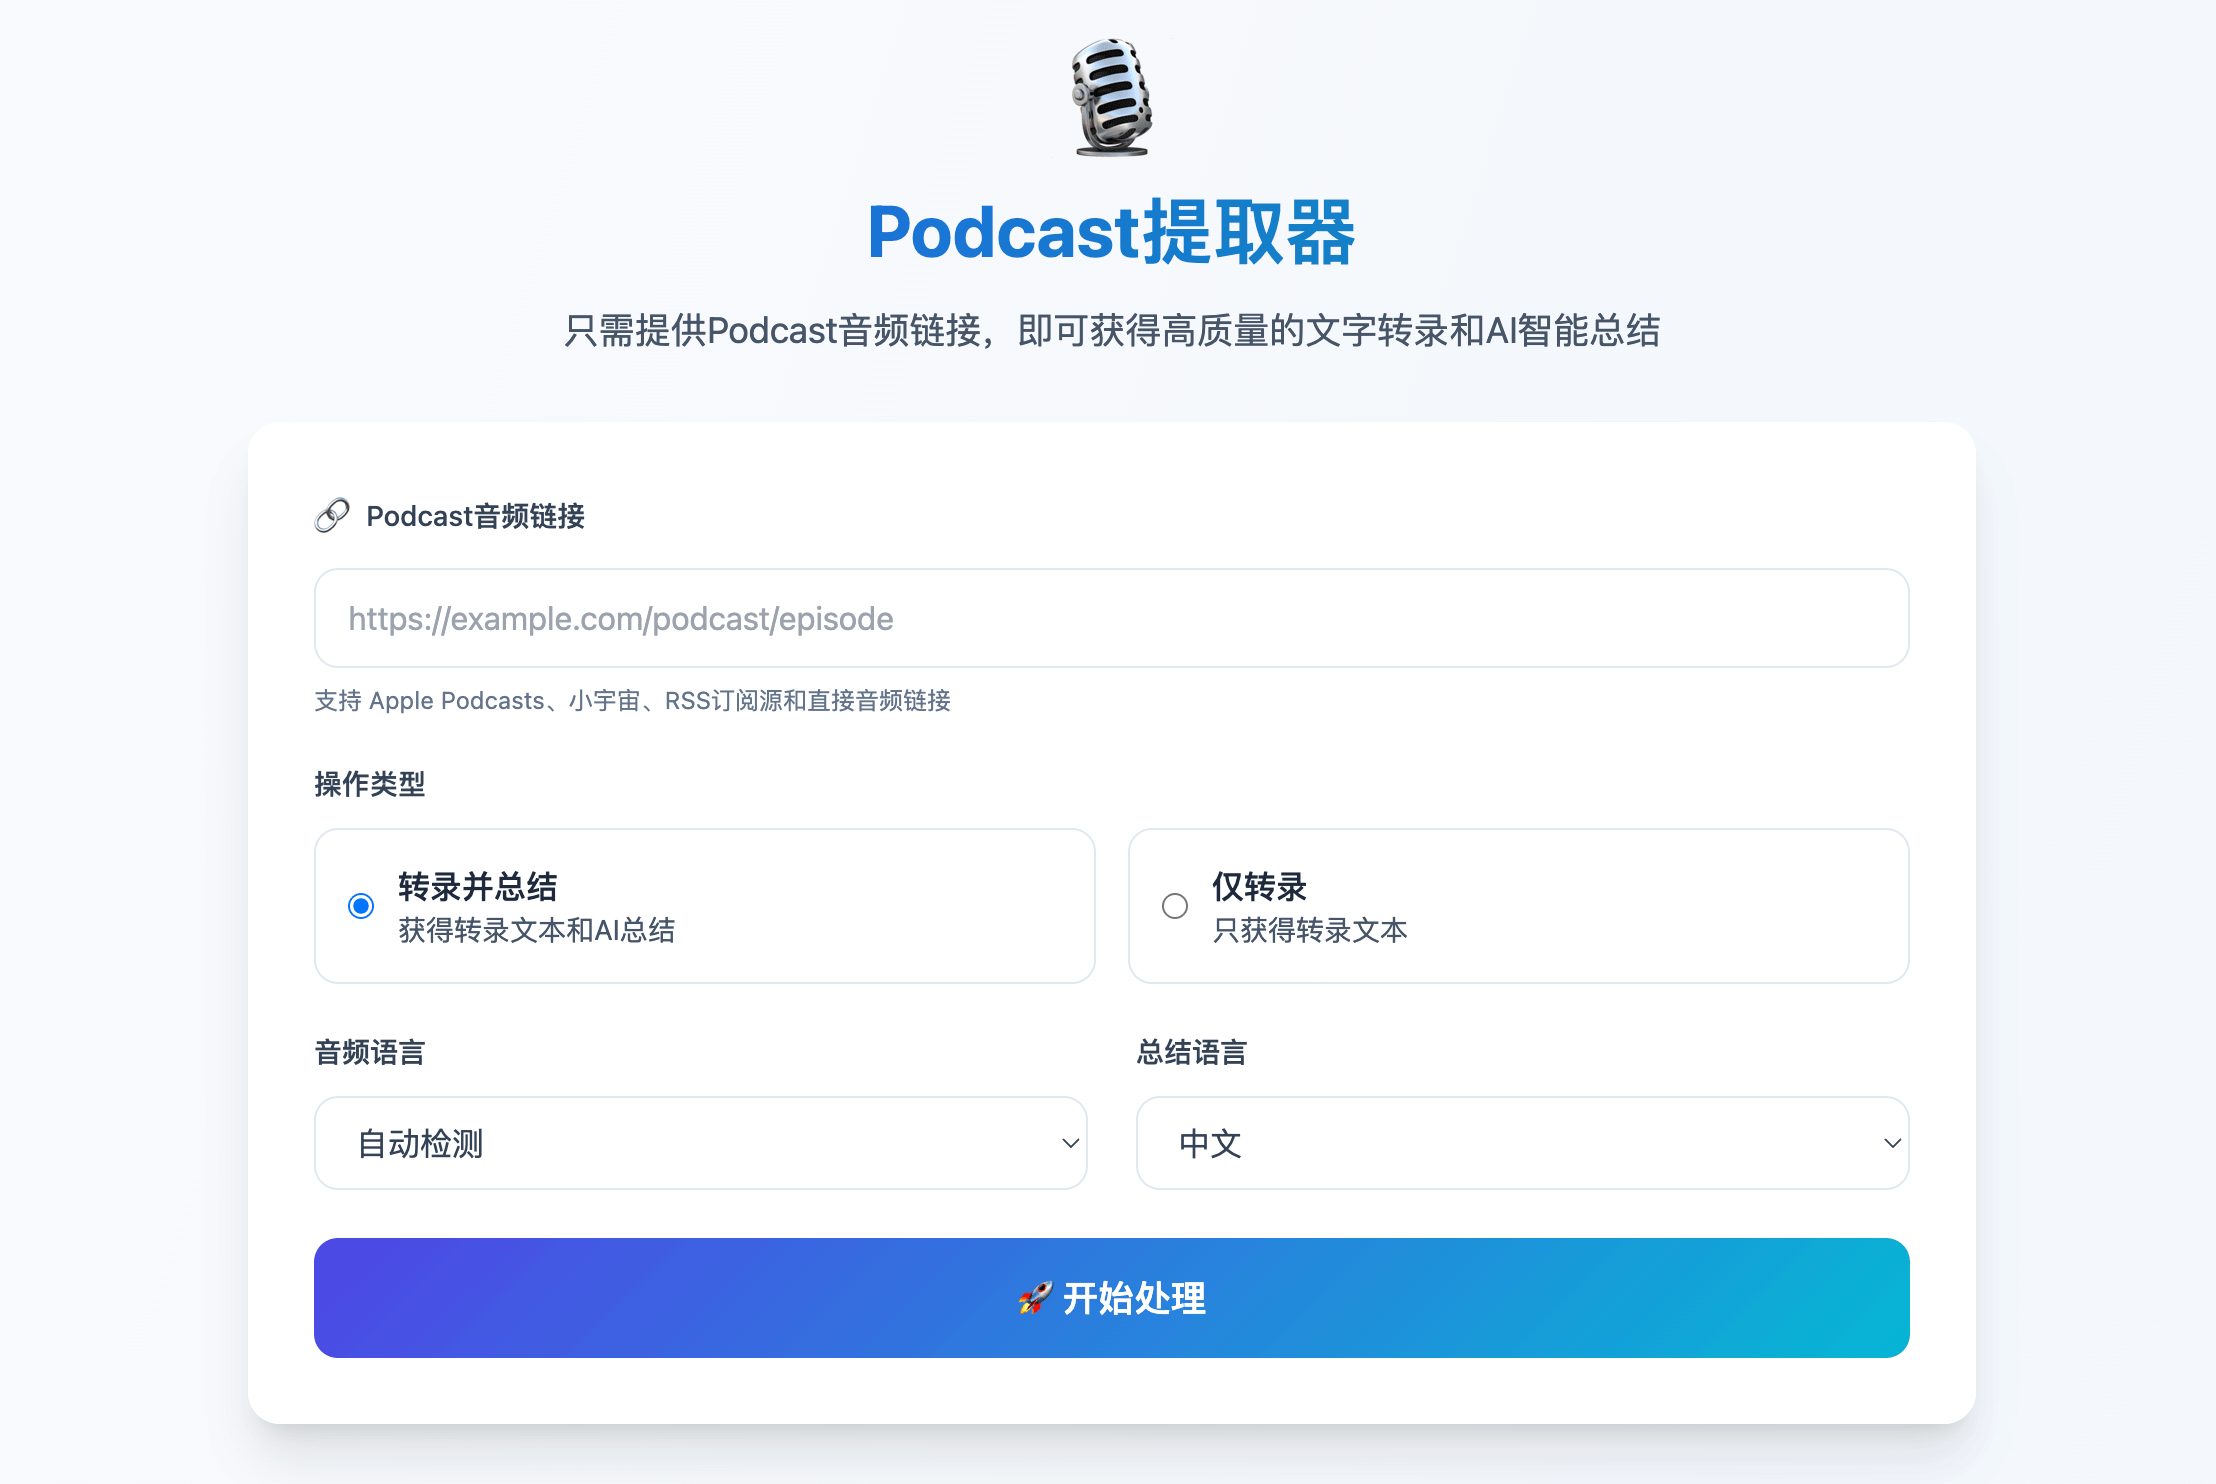 Podcast提取器
只需提供Podcast音频链接，即可获得高质量的文字转录和AI智能总结
🔗 Podcast音频链接
https://example.com/podcast/episode
支持 Apple Podcasts、小宇宙、RSS订阅源和直接音频链接
操作类型
转录并总结
获得转录文本和AI总结
仅转录
只获得转录文本
音频语言
自动检测
总结语言
中文
🚀 开始处理